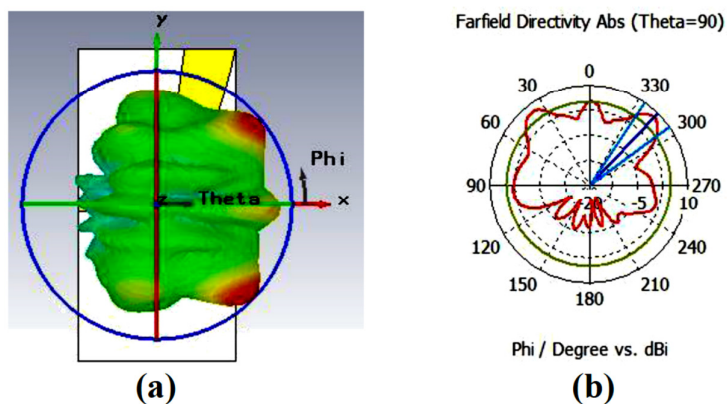 y
Phi
z Theta x
(a)
Farfield Directivity Abs (Theta=90)
0
30 330
60 300
90 -20 -5 10 270
120 240
150 210
180
Phi / Degree vs. dBi
(b)